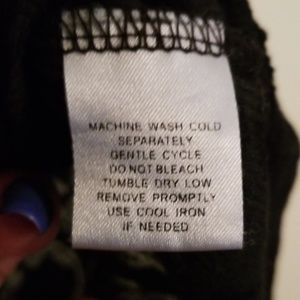 MACHINE WASH COLD
SEPARATELY
GENTLE CYCLE
DO NOT BLEACH
TUMBLE DRY LOW
REMOVE PROMPTLY
USE COOL IRON
IF NEEDED